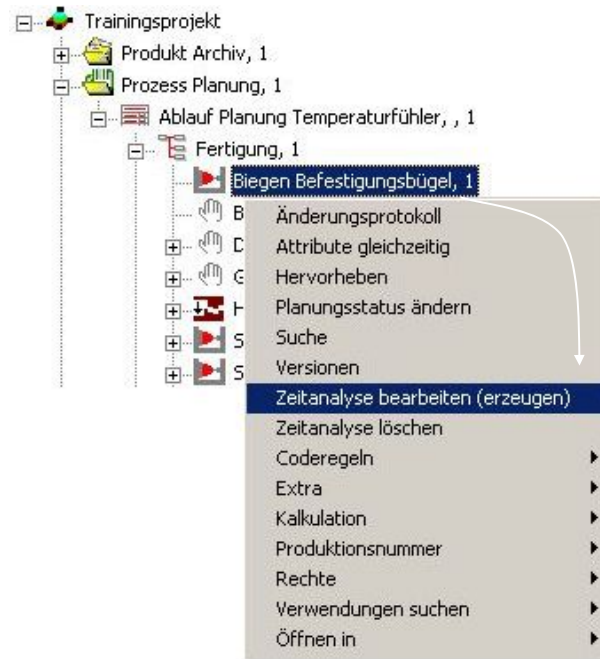 Trainingsprojekt
Produkt Archiv, 1
Prozess Planung, 1
Ablauf Planung Temperaturfühler, , 1
Fertigung, 1
Biegen Befestigungsbügel, 1
B
Änderungsprotokoll
D
Attribute gleichzeitig
G
Hervorheben
H
Planungsstatus ändern
S
Suche
S
Versionen
Zeitanalyse bearbeiten (erzeugen)
Zeitanalyse löschen
Coderegeln
Extra
Kalkulation
Produktionsnummer
Rechte
Verwendungen suchen
Öffnen in